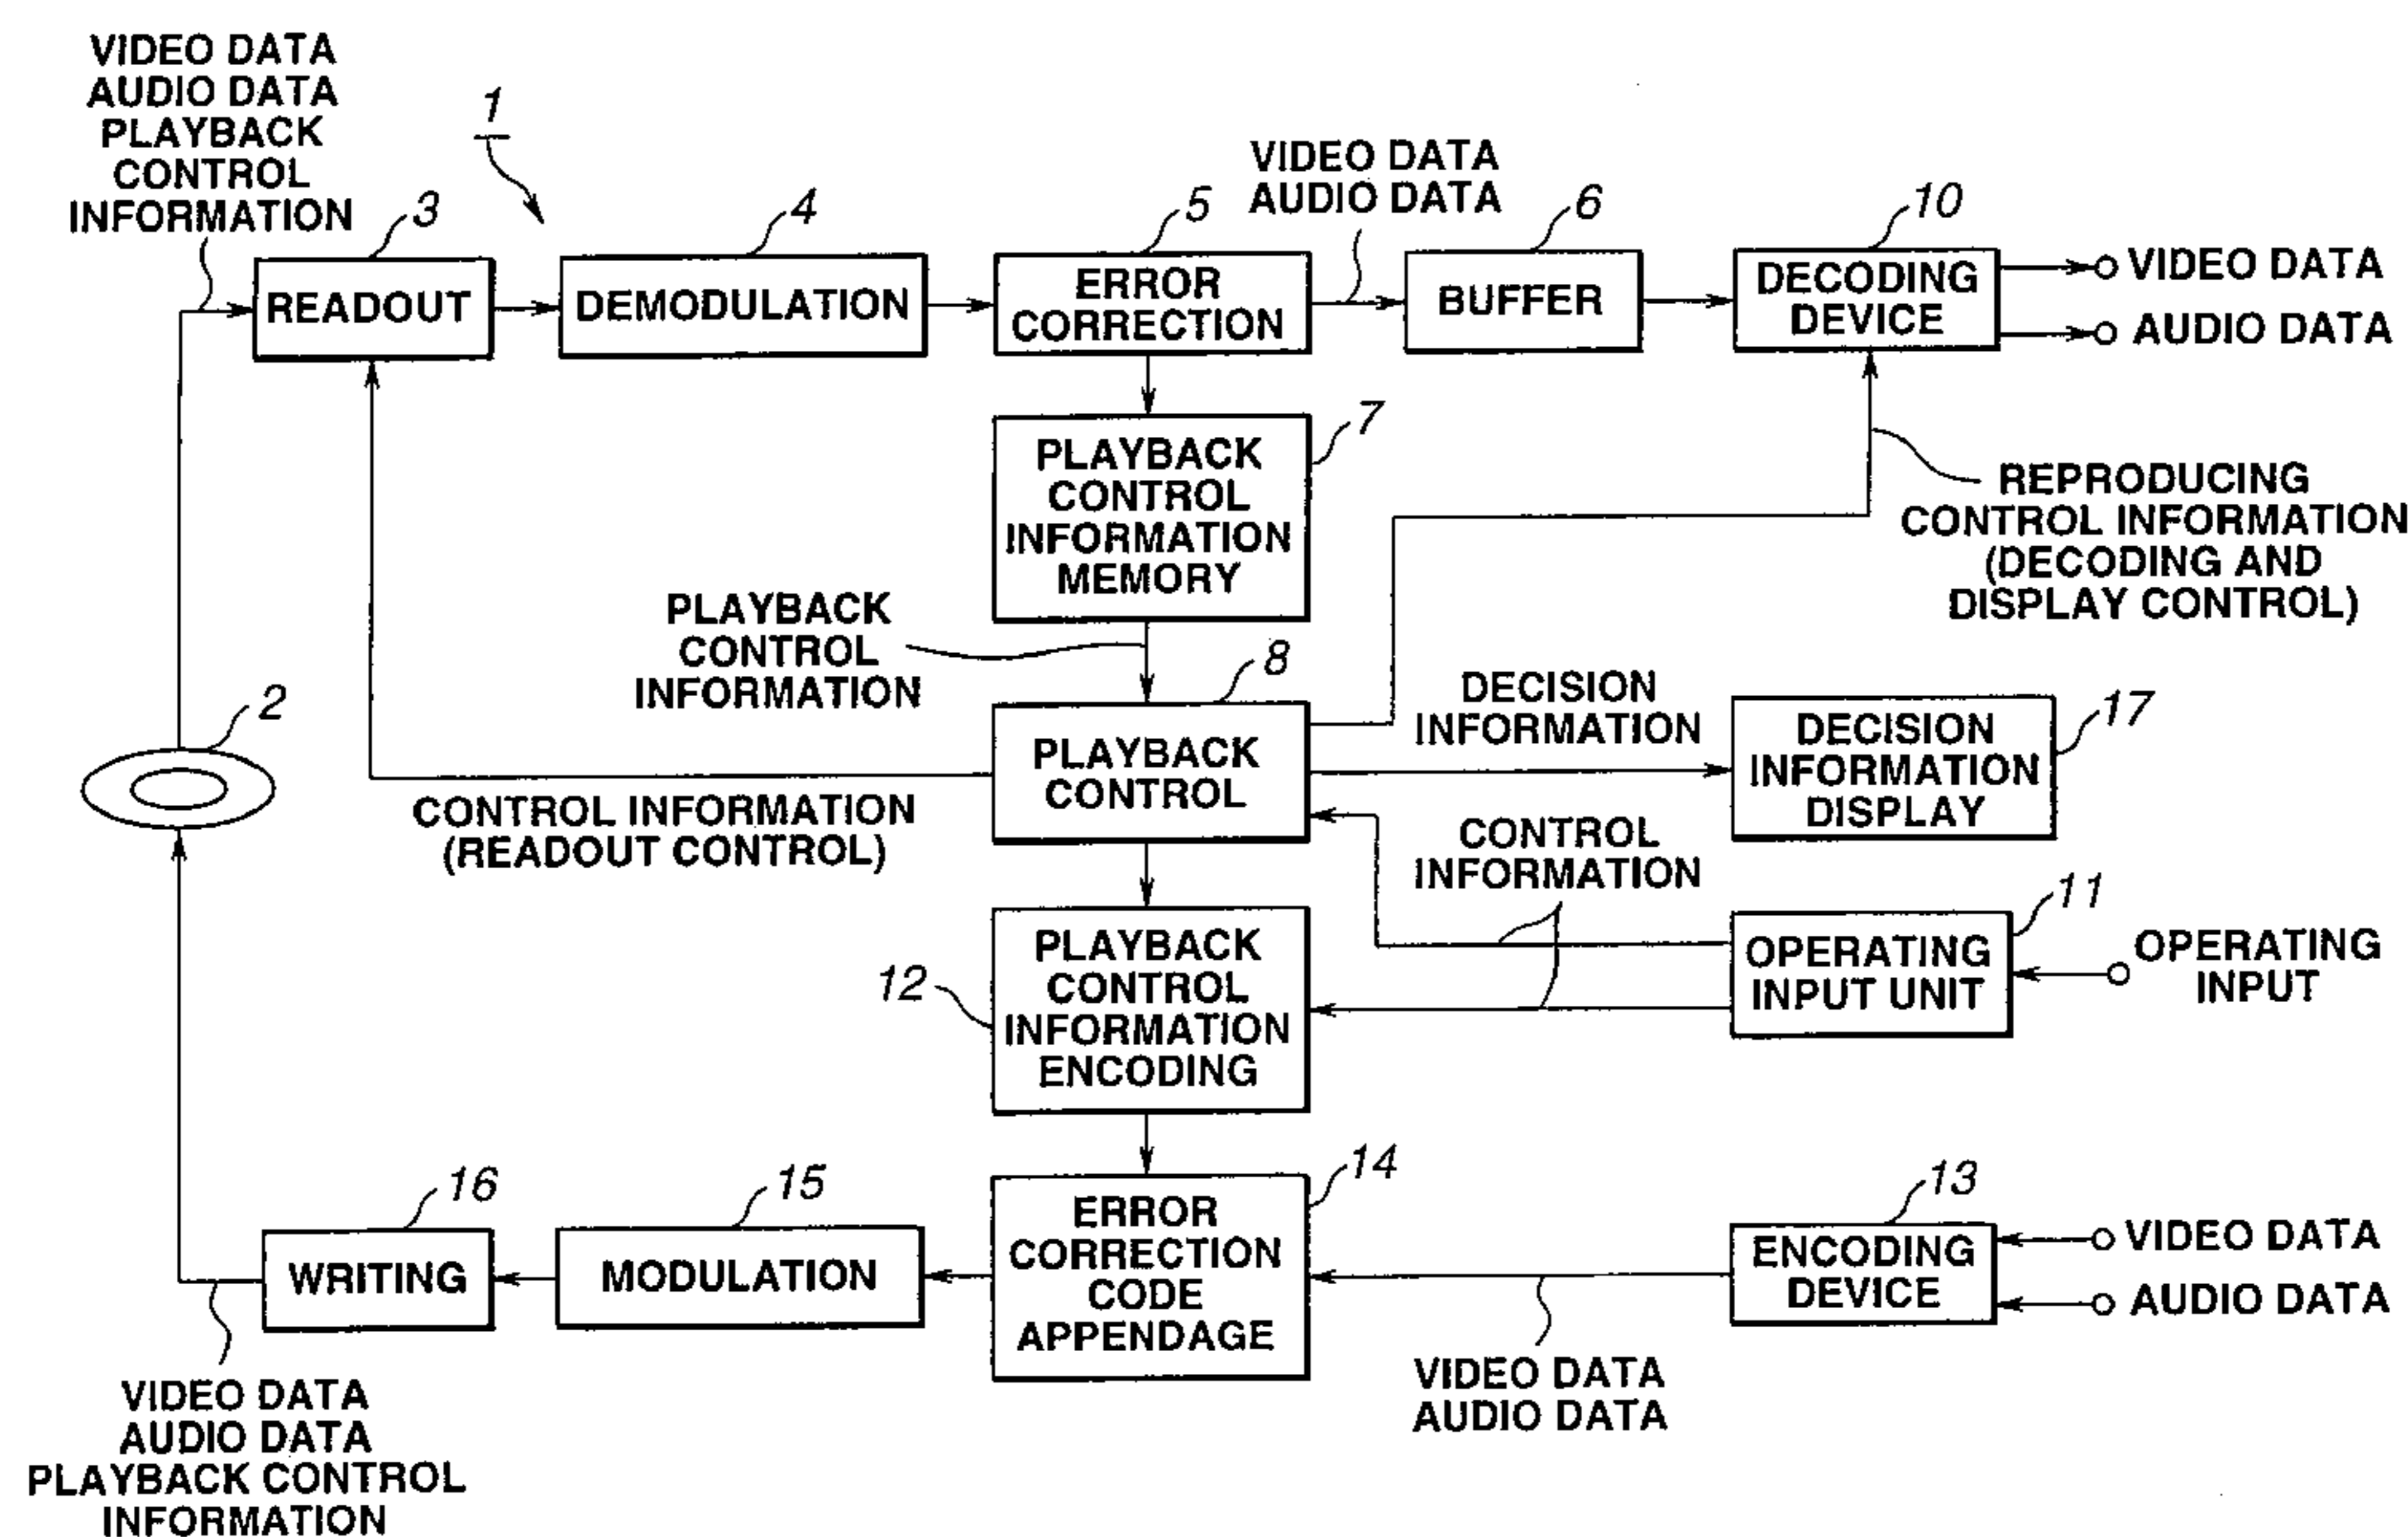 VIDEO DATA
AUDIO DATA
PLAYBACK
CONTROL
INFORMATION
1
3
READOUT
4
DEMODULATION
5
ERROR
CORRECTION
VIDEO DATA
AUDIO DATA
6
BUFFER
10
DECODING
DEVICE
VIDEO DATA
AUDIO DATA
7
PLAYBACK
CONTROL
INFORMATION
MEMORY
REPRODUCING
CONTROL INFORMATION
(DECODING AND
DISPLAY CONTROL)
PLAYBACK
CONTROL
INFORMATION
2
8
PLAYBACK
CONTROL
DECISION
INFORMATION
17
DECISION
INFORMATION
DISPLAY
CONTROL INFORMATION
(READOUT CONTROL)
CONTROL
INFORMATION
11
OPERATING
INPUT UNIT
OPERATING
INPUT
12
PLAYBACK
CONTROL
INFORMATION
ENCODING
16
WRITING
15
MODULATION
14
ERROR
CORRECTION
CODE
APPENDAGE
13
ENCODING
DEVICE
VIDEO DATA
AUDIO DATA
VIDEO DATA
AUDIO DATA
VIDEO DATA
AUDIO DATA
PLAYBACK CONTROL
INFORMATION